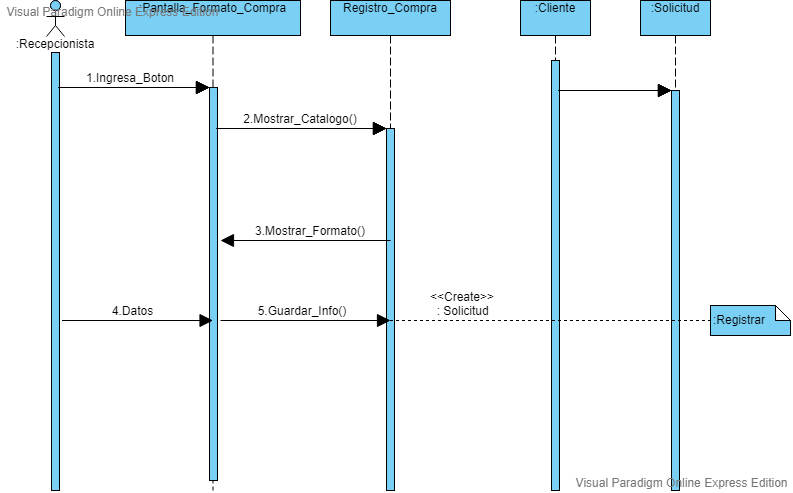 Visual Paradigm Online Express Edition
:Pantalla_Formato_Compra
Registro_Compra
:Cliente
:Solicitud
:Recepcionista
1.Ingresa_Boton
2.Mostrar_Catalogo()
3.Mostrar_Formato()
4.Datos
5.Guardar_Info()
<<Create>>
: Solicitud
:Registrar
Visual Paradigm Online Express Edition